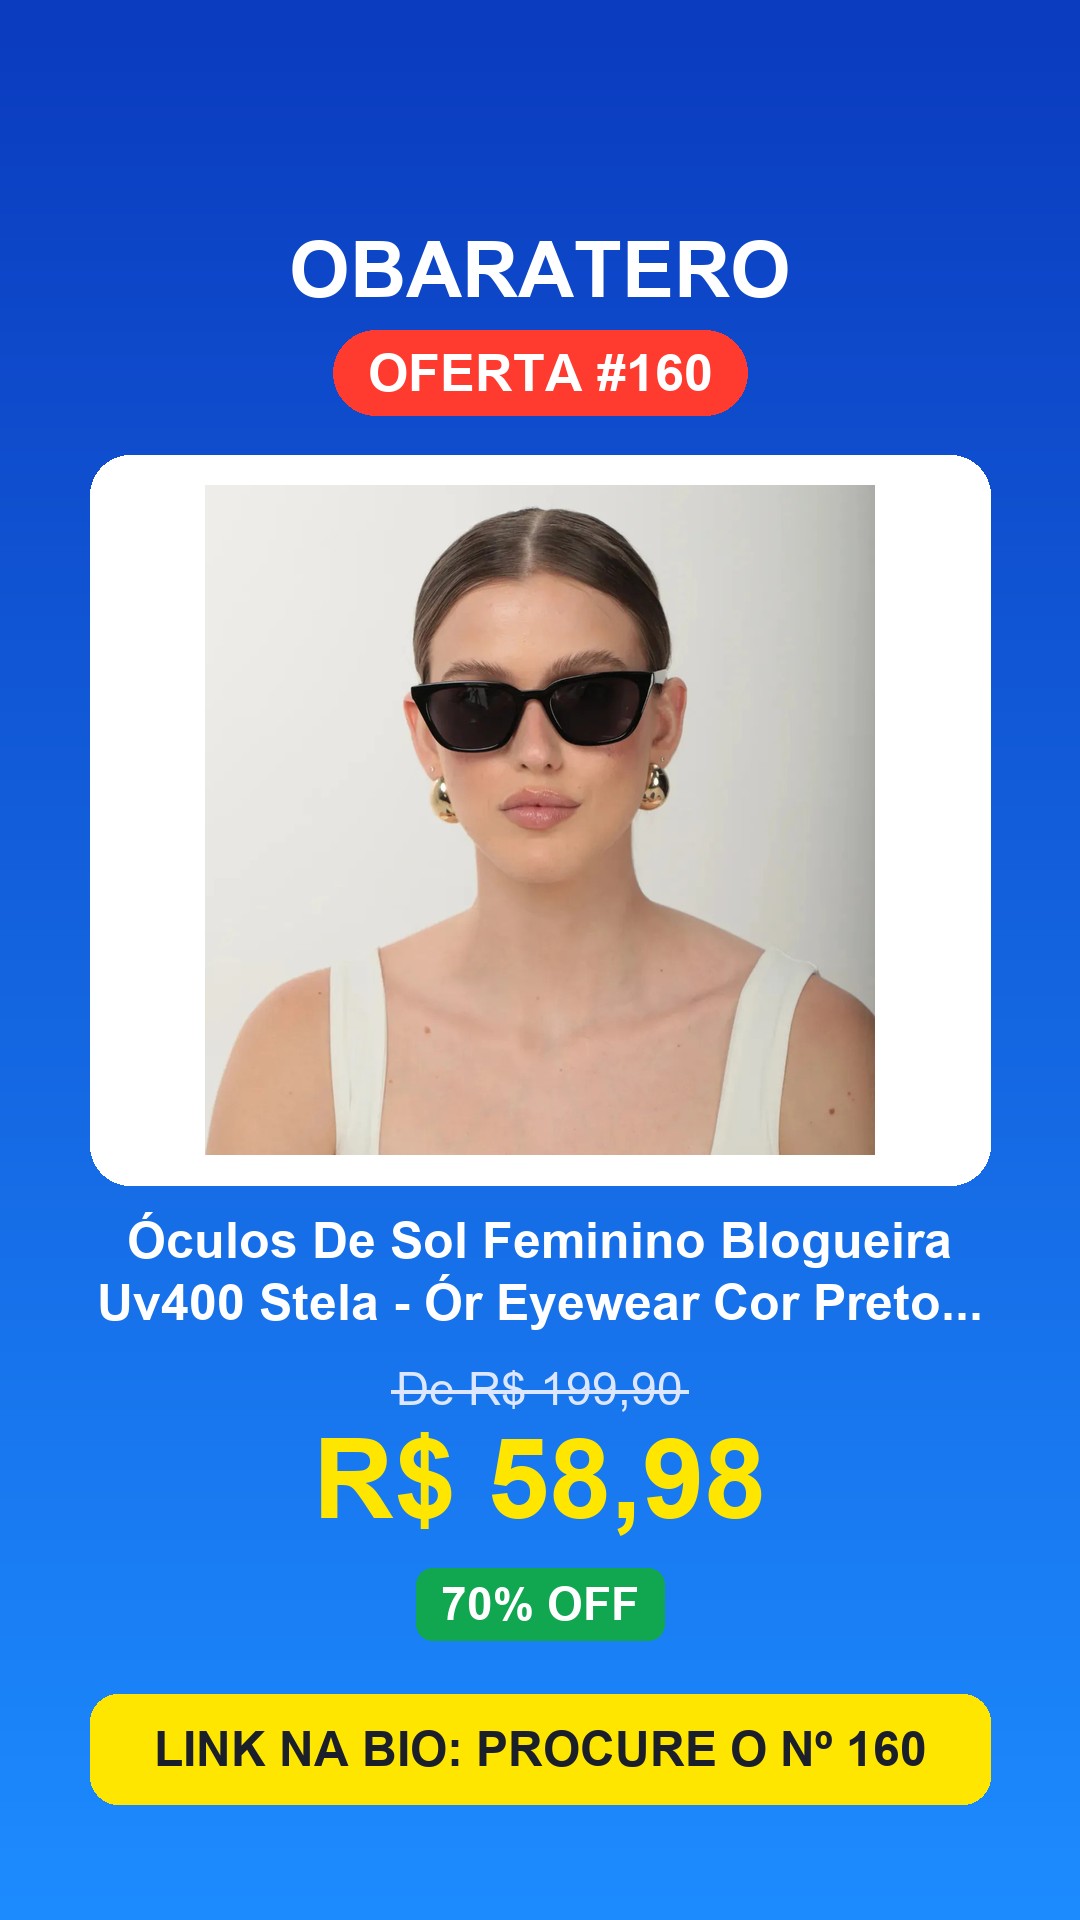 OBARATERO
OFERTA #160
Óculos De Sol Feminino Blogueira
Uv400 Stela - Ór Eyewear Cor Preto...
De R$ 199,90
R$ 58,98
70% OFF
LINK NA BIO: PROCURE O Nº 160